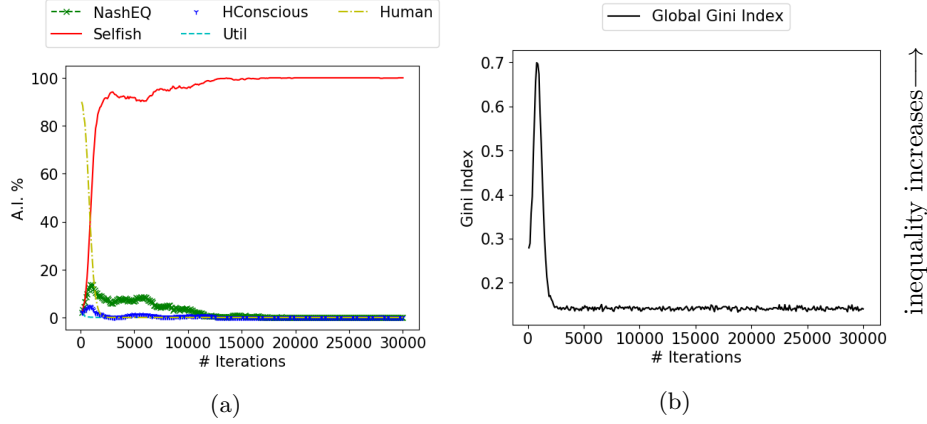 NashEQ HConscious Human
Selfish Util
100
80
60
40
20
0
A.I. %
0 5000 10000 15000 20000 25000 30000
# Iterations
(a)
Global Gini Index
0.7
0.6
0.5
0.4
0.3
0.2
Gini Index
0 5000 10000 15000 20000 25000 30000
# Iterations
(b)
inequality increases⟶